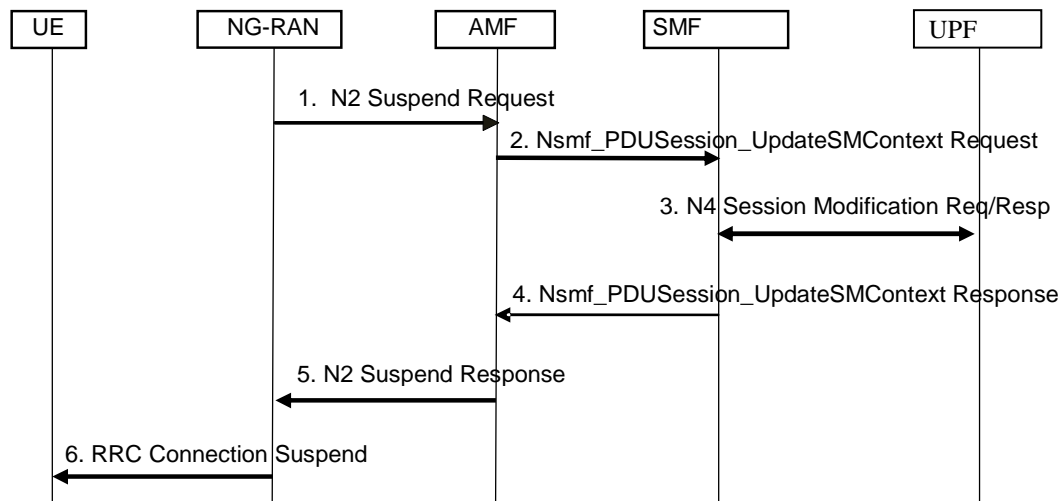 UE
NG-RAN
AMF
SMF
UPF
1. N2 Suspend Request
2. Nsmf_PDUSession_UpdateSMContext Request
3. N4 Session Modification Req/Resp
4. Nsmf_PDUSession_UpdateSMContext Response
5. N2 Suspend Response
6. RRC Connection Suspend